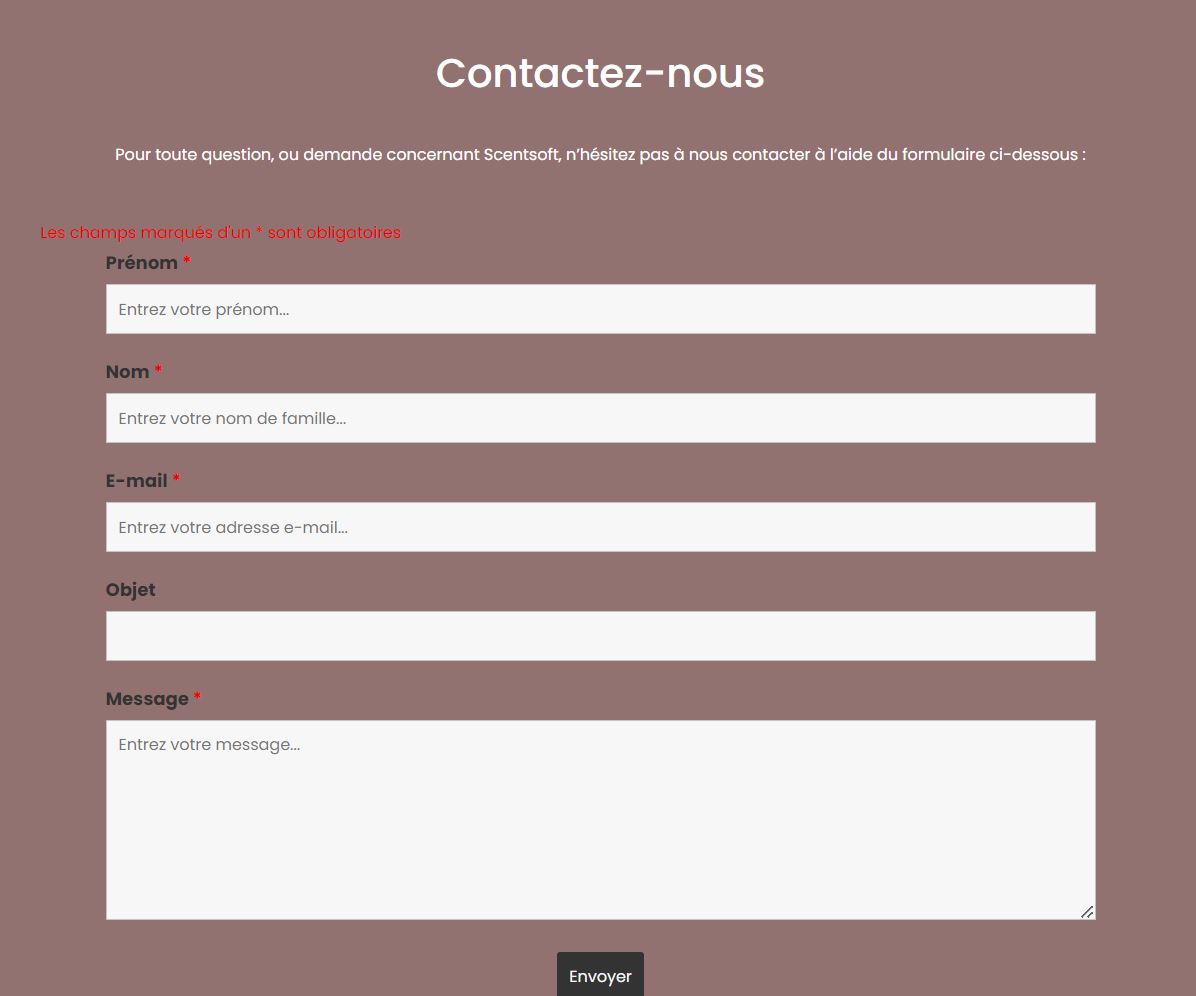 Contactez-nous
Pour toute question, ou demande concernant Scentsoft, n’hésitez pas à nous contacter à l’aide du formulaire ci-dessous :
Les champs marqués d'un * sont obligatoires
Prénom *
Entrez votre prénom...
Nom *
Entrez votre nom de famille...
E-mail *
Entrez votre adresse e-mail...
Objet
Message *
Entrez votre message...
Envoyer